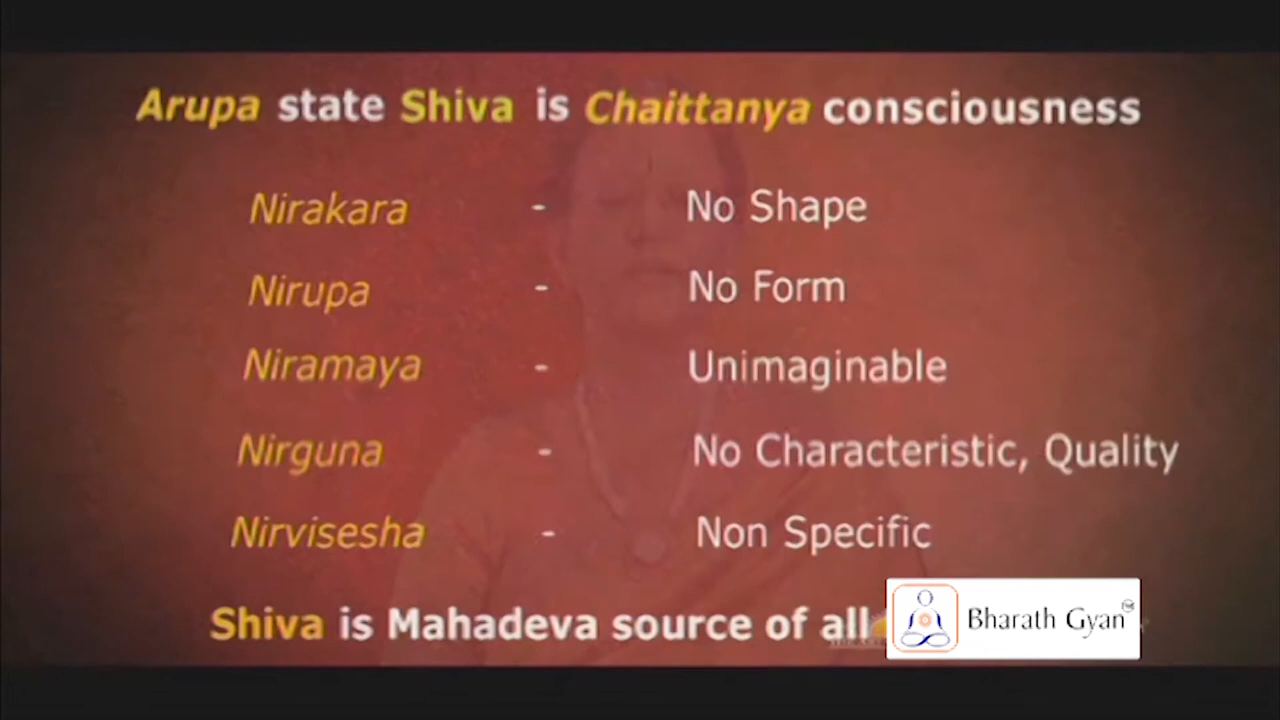 Arupa state Shiva is Chaittanya consciousness
Nirakara - No Shape
Nirupa - No Form
Niramaya - Unimaginable
Nirguna - No Characteristic, Quality
Nirvisesha - Non Specific
Shiva is Mahadeva source of all
Bharath Gyan